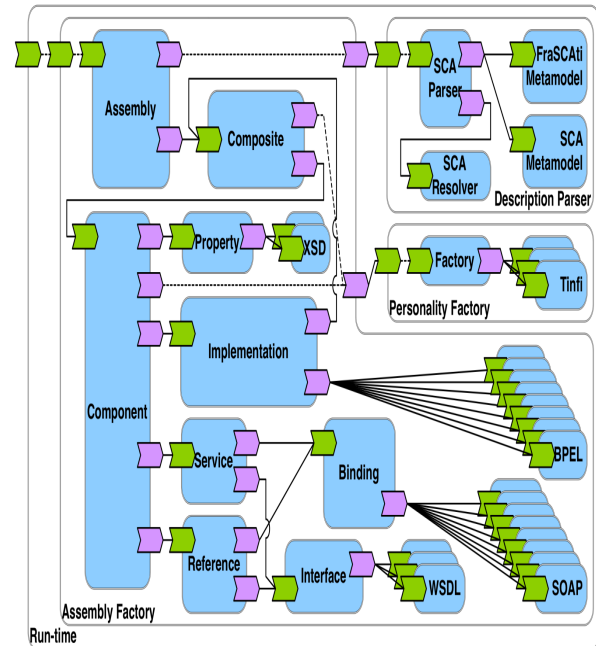 FraSCAti
Metamodel
SCA
Parser
Assembly
Composite
SCA
Metamodel
SCA
Resolver
Description Parser
Property
XSD
Factory
Tinfi
Personality Factory
Implementation
Component
BPEL
Service
Binding
Reference
Interface
WSDL
SOAP
Assembly Factory
Run-time